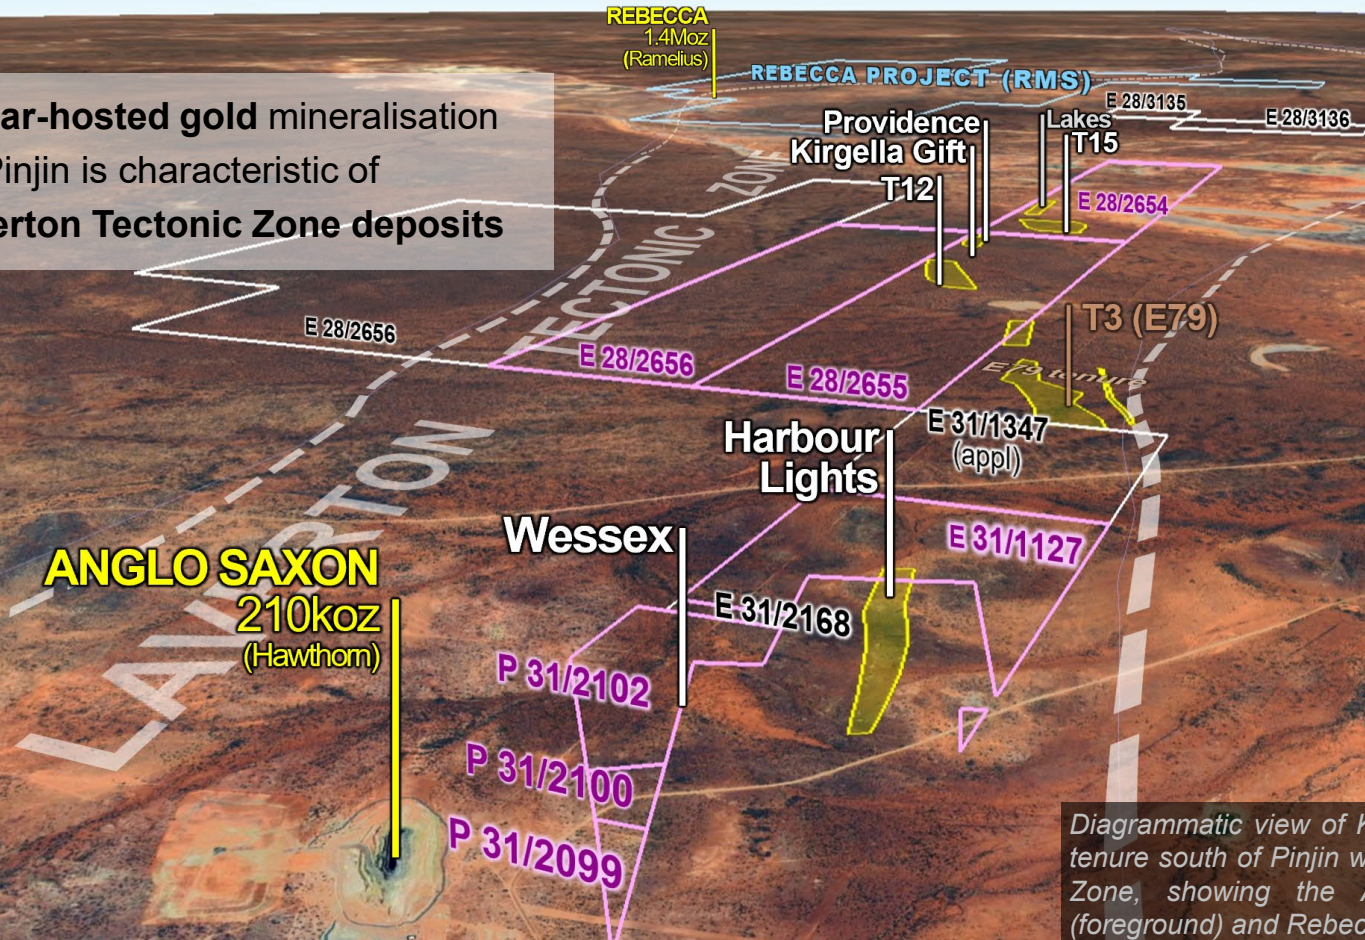 REBECCA
1.4Moz
(Ramelius)
REBECCA PROJECT (RMS)
E 28/3135
E 28/3136
ar-hosted gold mineralisation
Pinjin is characteristic of
erton Tectonic Zone deposits
Providence
Kirgella Gift
T12
Lakes
T15
E 28/2654
LAVERTON TECTONIC ZONE
E 28/2656
E 28/2656
E 28/2655
T3 (E79)
E79 tenure
E 31/1347
(appl)
Harbour
Lights
E 31/1127
Wessex
E 31/2168
ANGLO SAXON
210koz
(Hawthorn)
P 31/2102
P 31/2100
P 31/2099
Diagrammatic view of
tenure south of Pinjin w
Zone, showing the
(foreground) and Rebec